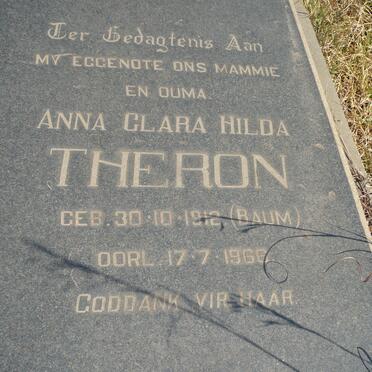 Ter Gedagtenis Aan
MY EGGENOTE ONS MAMMIE
EN OUMA
ANNA CLARA HILDA
THERON
GEB. 30-10-1912 (BAUM)
OORL. 17-7-1966
GODDANK VIR HAAR.